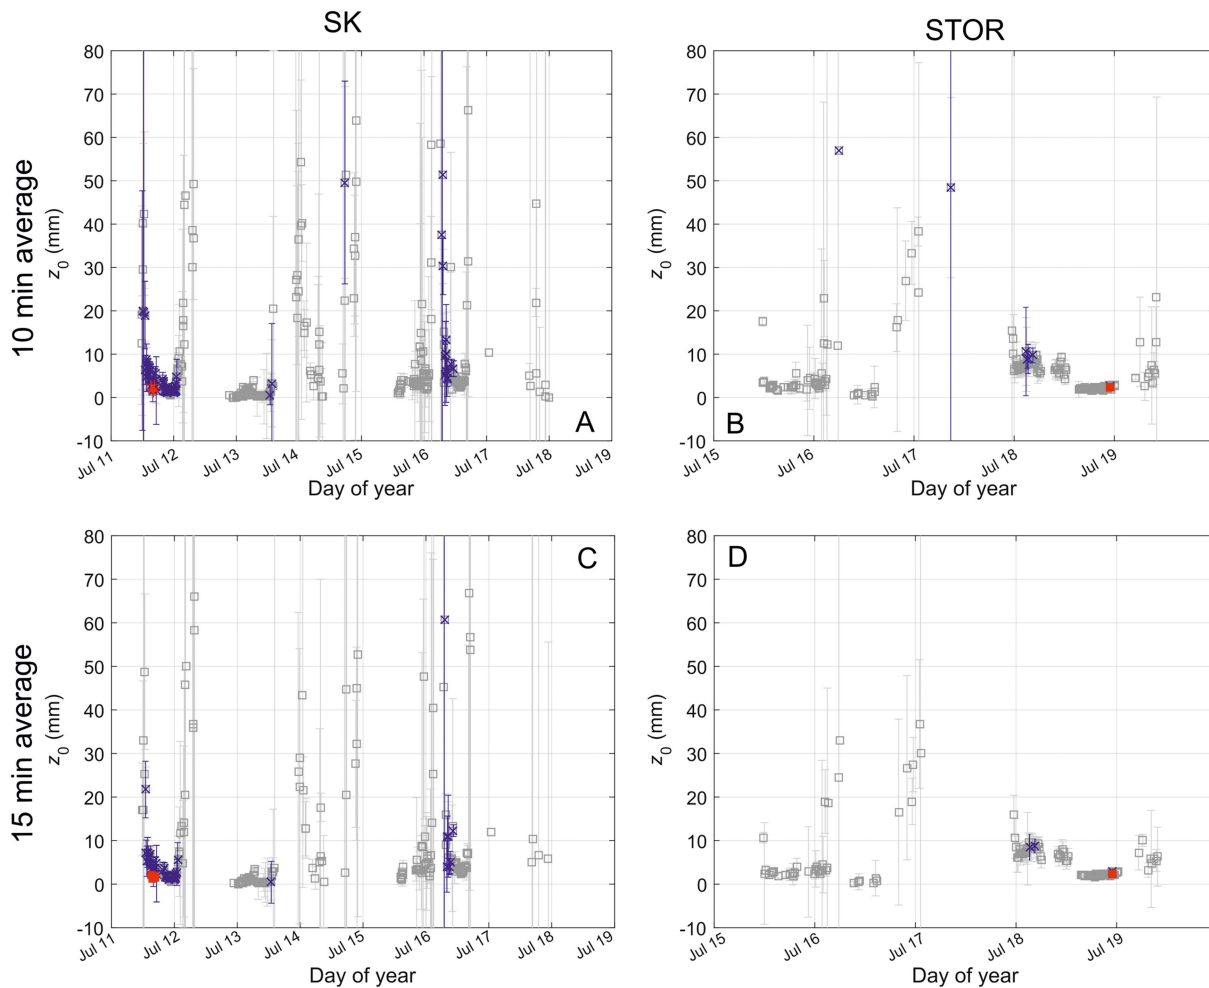 SK
STOR
10 min average
z0 (mm)
80
70
60
50
40
30
20
10
0
-10
A
Jul 11
Jul 12
Jul 13
Jul 14
Jul 15
Jul 16
Jul 17
Jul 18
Jul 19
Day of year
z0 (mm)
80
70
60
50
40
30
20
10
0
-10
B
Jul 15
Jul 16
Jul 17
Jul 18
Jul 19
Day of year
15 min average
z0 (mm)
80
70
60
50
40
30
20
10
0
-10
C
Jul 11
Jul 12
Jul 13
Jul 14
Jul 15
Jul 16
Jul 17
Jul 18
Jul 19
Day of year
z0 (mm)
80
70
60
50
40
30
20
10
0
-10
D
Jul 15
Jul 16
Jul 17
Jul 18
Jul 19
Day of year